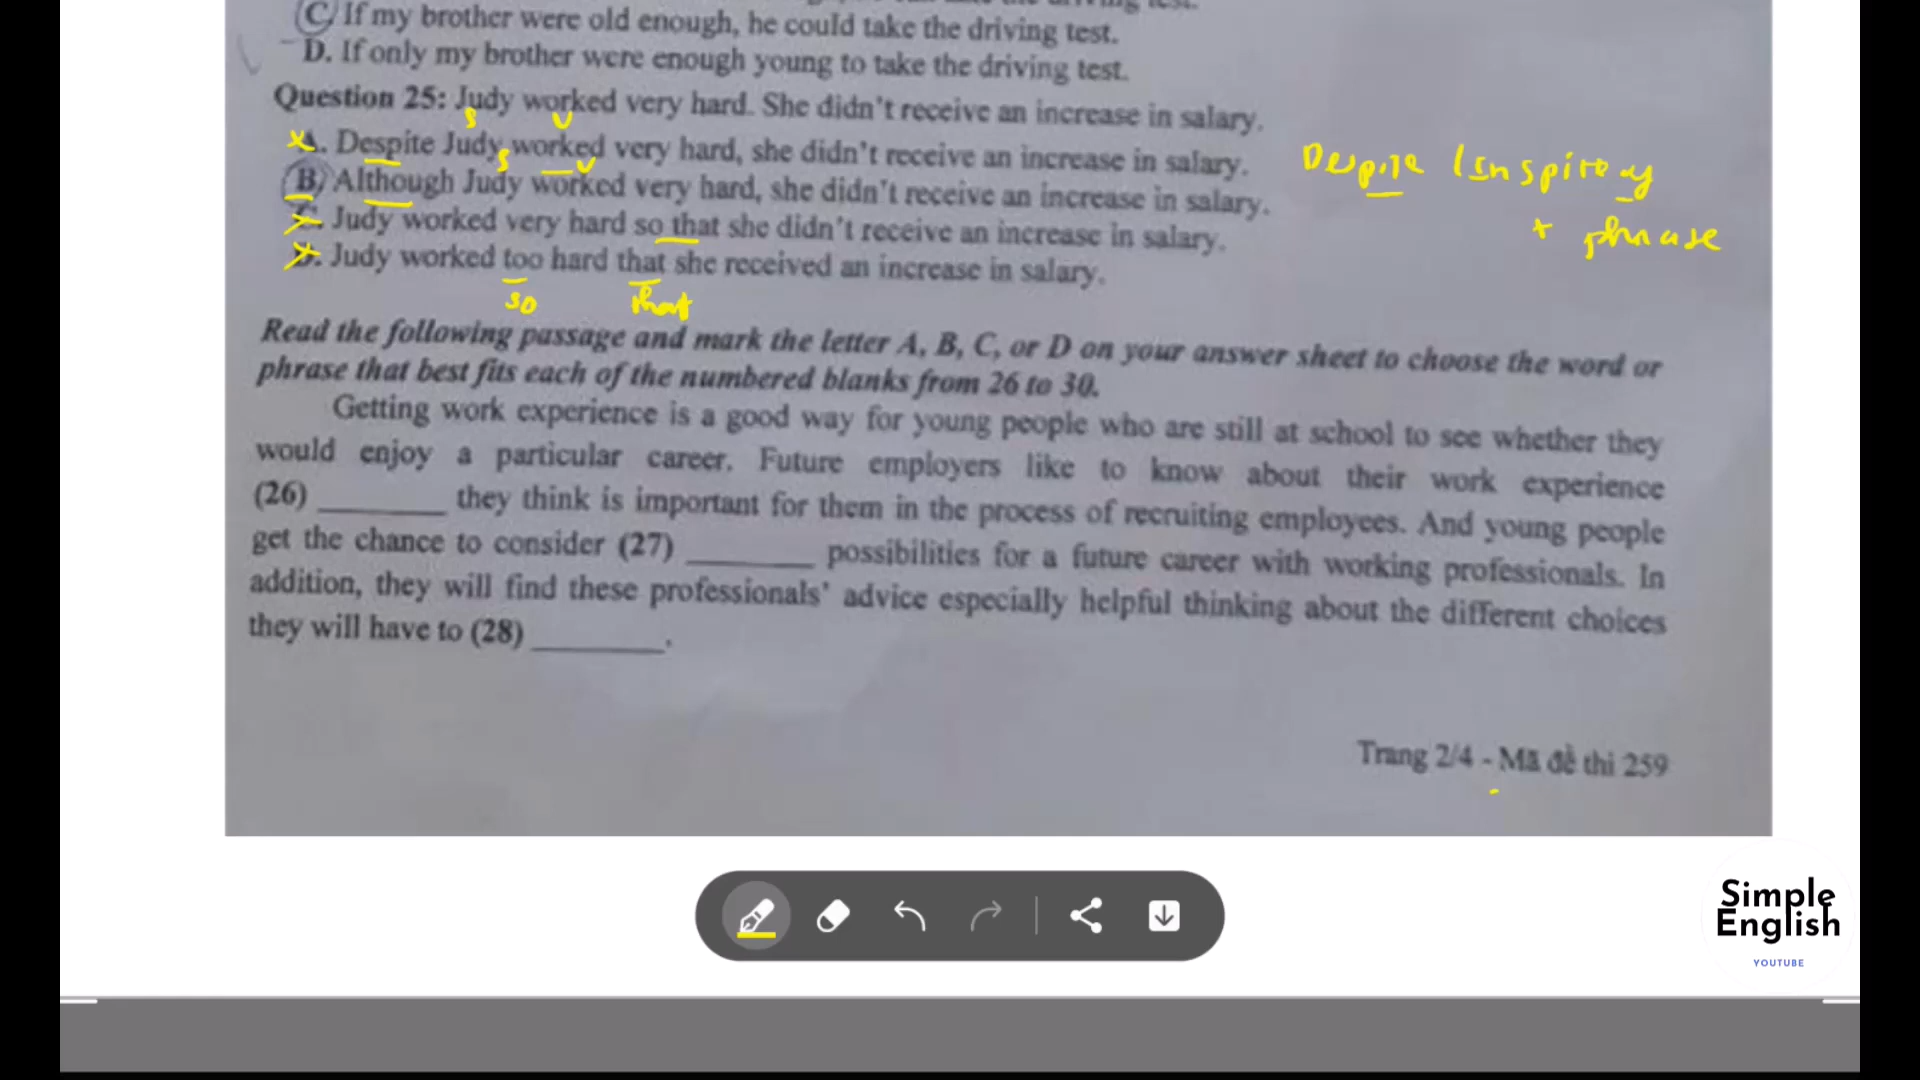 C. If my brother were old enough, he could take the driving test.
D. If only my brother were enough young to take the driving test.
Question 25: Judy worked very hard. She didn't receive an increase in salary.
s v
A. Despite Judy worked very hard, she didn't receive an increase in salary.
s v
B. Although Judy worked very hard, she didn't receive an increase in salary.
C. Judy worked very hard so that she didn't receive an increase in salary.
D. Judy worked too hard that she received an increase in salary.
so that
Despite / Inspite of
+ phrase
Read the following passage and mark the letter A, B, C, or D on your answer sheet to choose the word or
phrase that best fits each of the numbered blanks from 26 to 30.
Getting work experience is a good way for young people who are still at school to see whether they
would enjoy a particular career. Future employers like to know about their work experience
(26) ________ they think is important for them in the process of recruiting employees. And young people
get the chance to consider (27) ________ possibilities for a future career with working professionals. In
addition, they will find these professionals' advice especially helpful thinking about the different choices
they will have to (28) ________.
Trang 2/4 - Mã đề thi 259
Simple
English
YOUTUBE